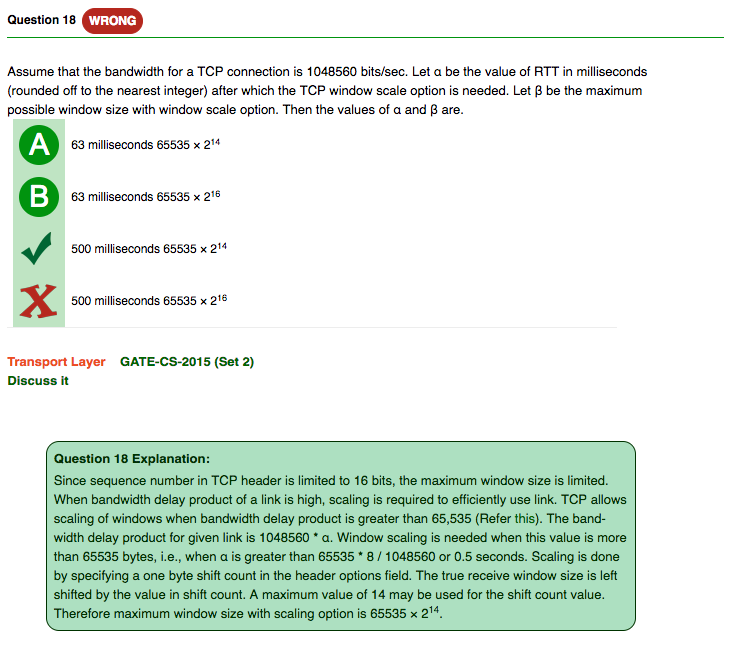 Question 18 WRONG
Assume that the bandwidth for a TCP connection is 1048560 bits/sec. Let α be the value of RTT in milliseconds
(rounded off to the nearest integer) after which the TCP window scale option is needed. Let β be the maximum
possible window size with window scale option. Then the values of α and β are.
A 63 milliseconds 65535 × 2¹⁴
B 63 milliseconds 65535 × 2¹⁶
500 milliseconds 65535 × 2¹⁴
500 milliseconds 65535 × 2¹⁶
Transport Layer GATE-CS-2015 (Set 2)
Discuss it
Question 18 Explanation:
Since sequence number in TCP header is limited to 16 bits, the maximum window size is limited.
When bandwidth delay product of a link is high, scaling is required to efficiently use link. TCP allows
scaling of windows when bandwidth delay product is greater than 65,535 (Refer this). The band-
width delay product for given link is 1048560 * α. Window scaling is needed when this value is more
than 65535 bytes, i.e., when α is greater than 65535 * 8 / 1048560 or 0.5 seconds. Scaling is done
by specifying a one byte shift count in the header options field. The true receive window size is left
shifted by the value in shift count. A maximum value of 14 may be used for the shift count value.
Therefore maximum window size with scaling option is 65535 × 2¹⁴.